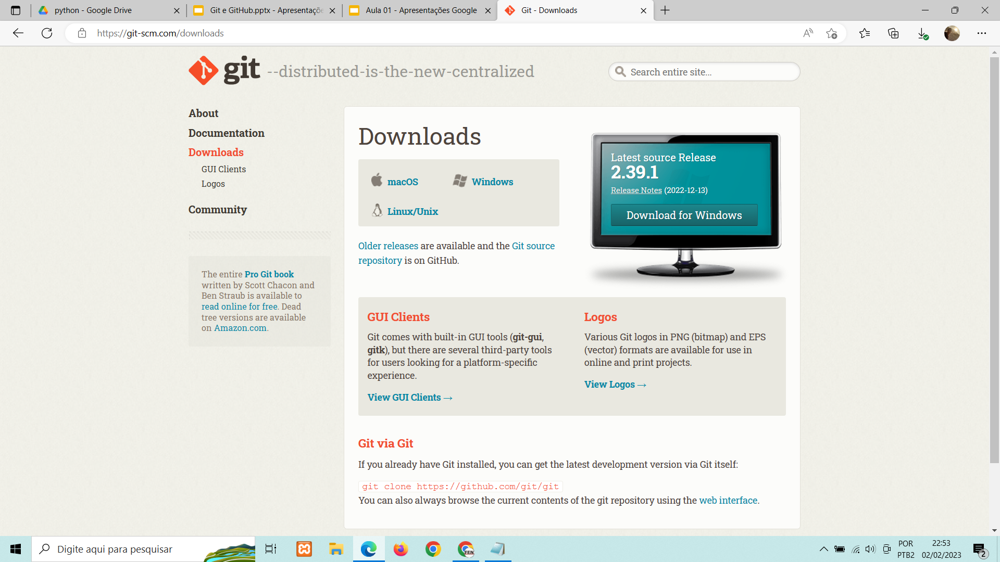 python - Google Drive
Git e GitHub.pptx - Apresentaçõe
Aula 01 - Apresentações Google
Git - Downloads
https://git-scm.com/downloads
git --distributed-is-the-new-centralized
Search entire site...
About
Documentation
Downloads
GUI Clients
Logos
Community
The entire Pro Git book
written by Scott Chacon and
Ben Straub is available to
read online for free. Dead
tree versions are available
on Amazon.com.
Downloads
macOS
Windows
Linux/Unix
Older releases are available and the Git source
repository is on GitHub.
Latest source Release
2.39.1
Release Notes (2022-12-13)
Download for Windows
GUI Clients
Git comes with built-in GUI tools (git-gui,
gitk), but there are several third-party tools
for users looking for a platform-specific
experience.
View GUI Clients →
Logos
Various Git logos in PNG (bitmap) and EPS
(vector) formats are available for use in
online and print projects.
View Logos →
Git via Git
If you already have Git installed, you can get the latest development version via Git itself:
git clone https://github.com/git/git
You can also always browse the current contents of the git repository using the web interface.
Digite aqui para pesquisar
FEN
POR
PTB2
22:53
02/02/2023
2